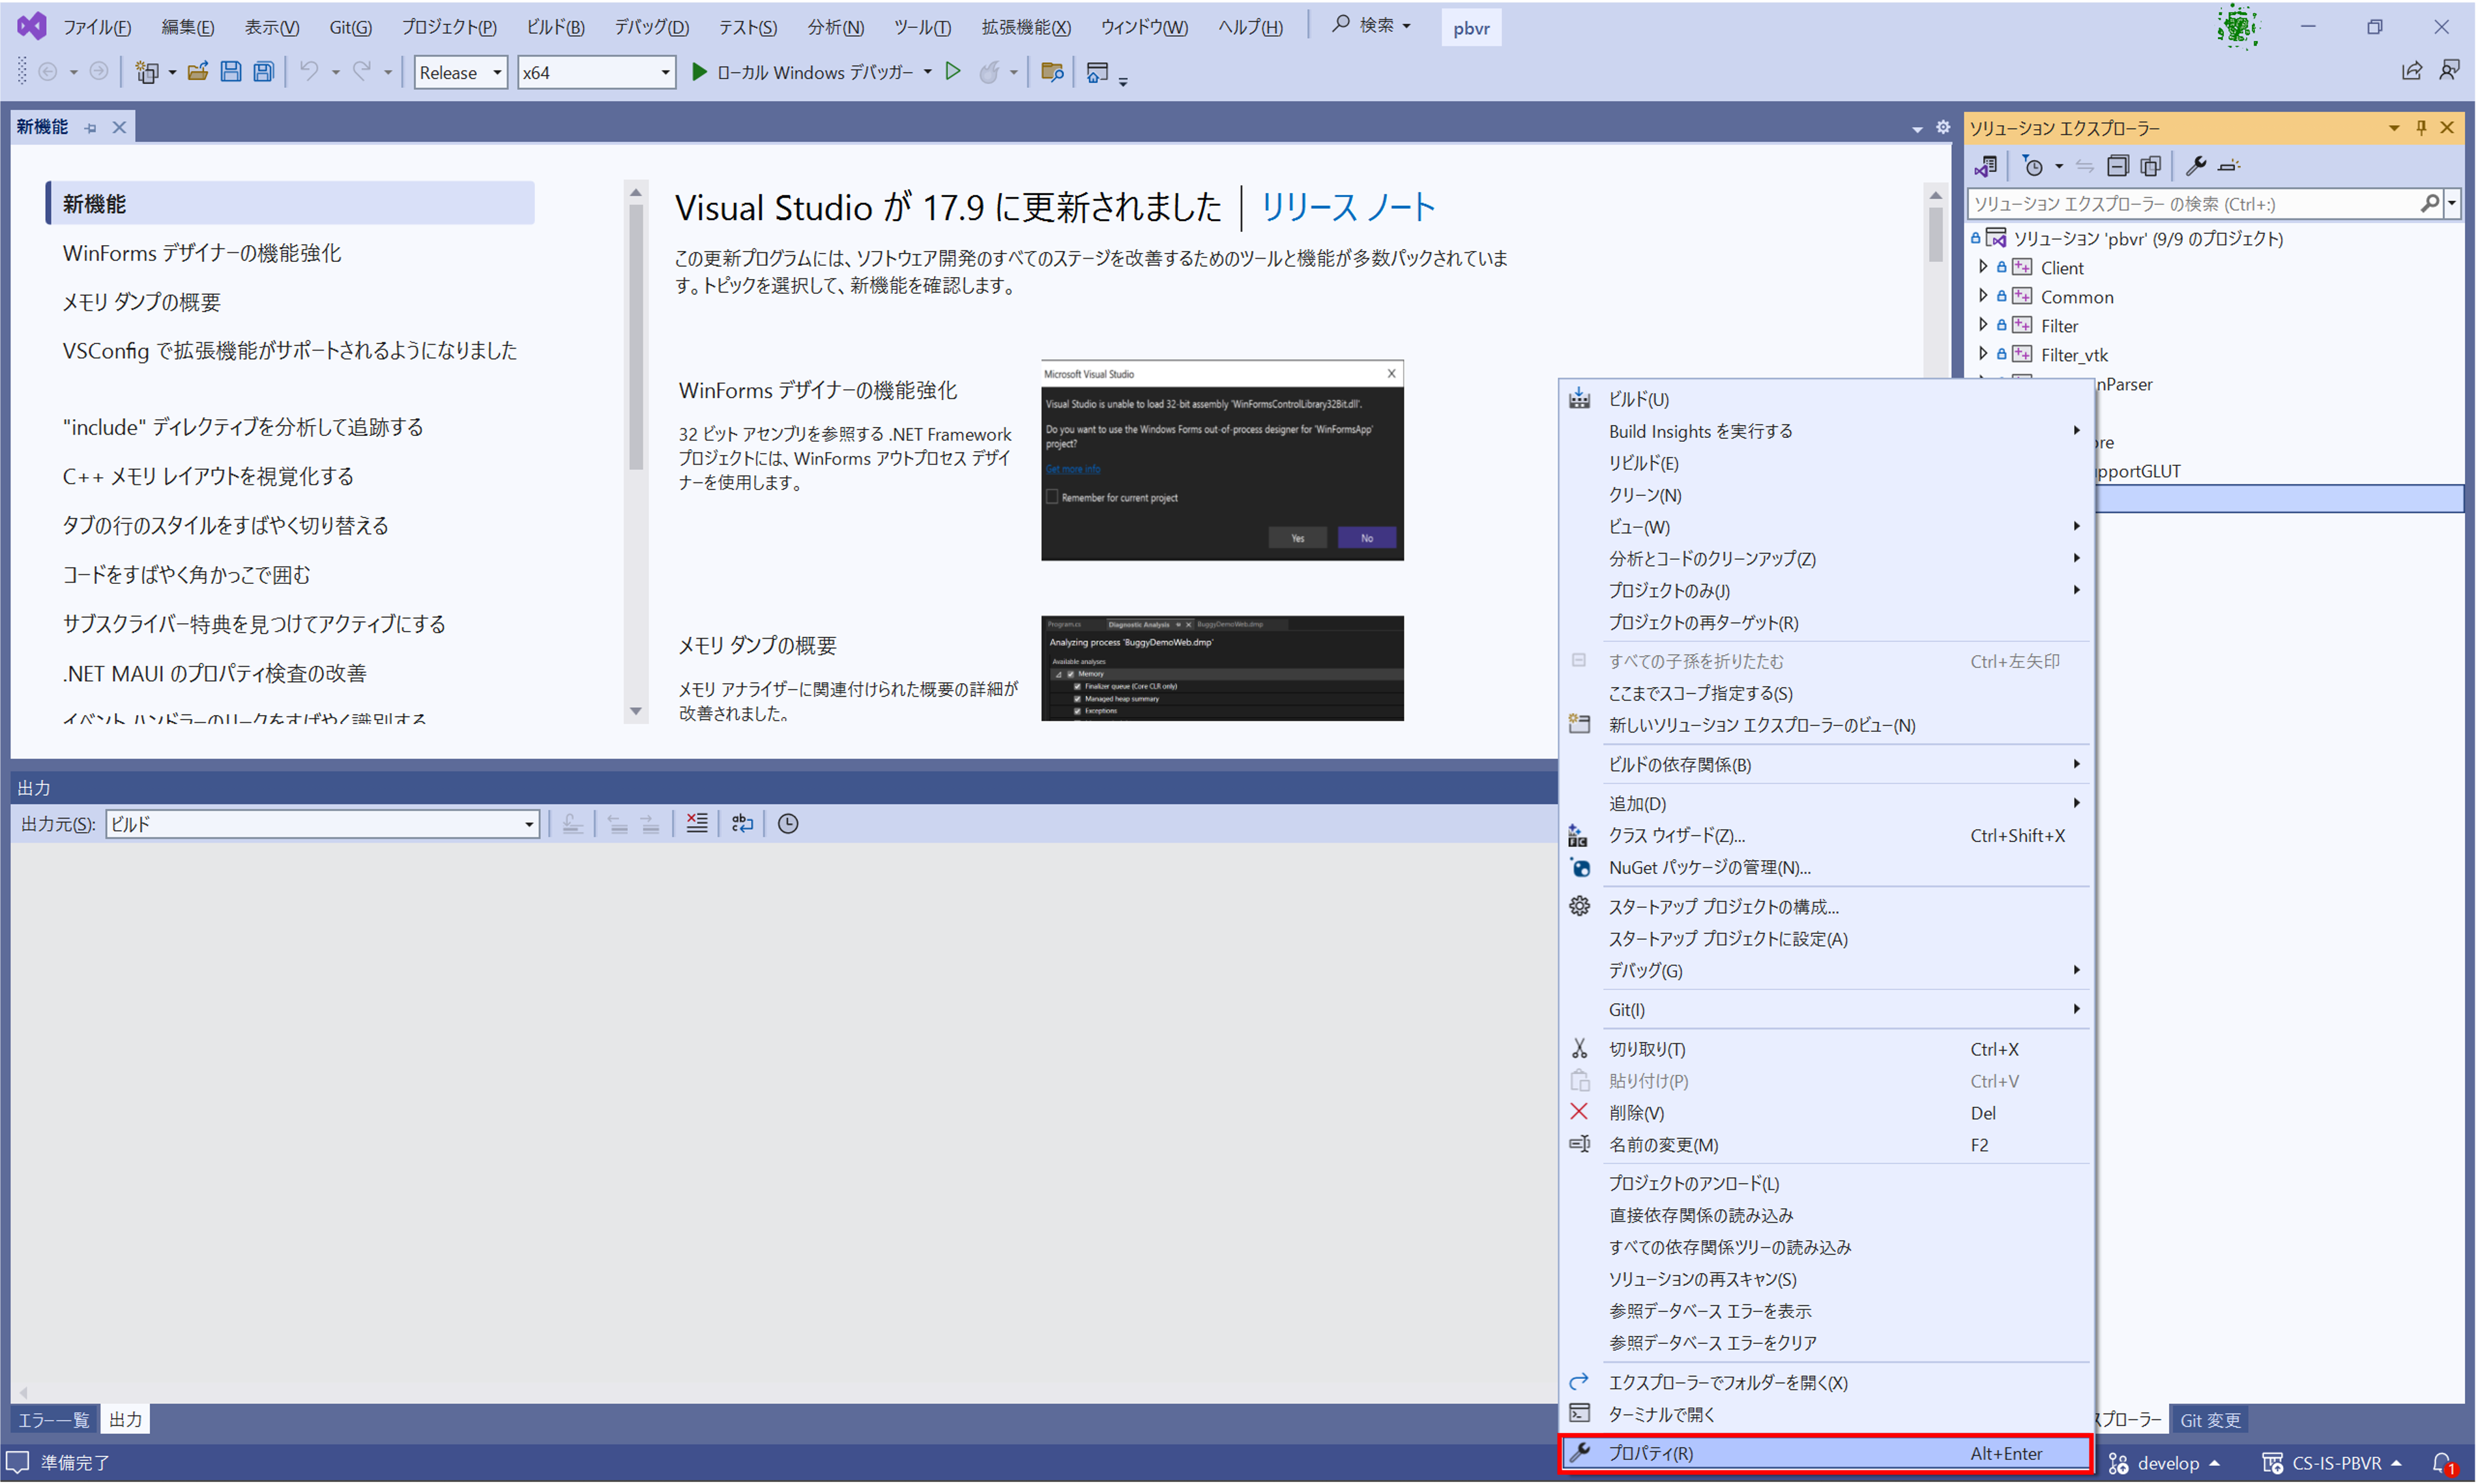 ファイル(F) 編集(E) 表示(V) Git(G) プロジェクト(P) ビルド(B) デバッグ(D) テスト(S) 分析(N) ツール(T) 拡張機能(X) ウィンドウ(W) ヘルプ(H) 検索 pbvr
Release x64 ローカル Windows デバッガー
新機能
新機能
WinForms デザイナーの機能強化
メモリ ダンプの概要
VSConfig で拡張機能がサポートされるようになりました
"include" ディレクティブを分析して追跡する
C++ メモリ レイアウトを視覚化する
タブの行のスタイルをすばやく切り替える
コードをすばやく角かっこで囲む
サブスクライバー特典を見つけてアクティブにする
.NET MAUI のプロパティ検査の改善
イベント ハンドラーのリークをすばやく識別する
Visual Studio が 17.9 に更新されました リリース ノート
この更新プログラムには、ソフトウェア開発のすべてのステージを改善するためのツールと機能が多数パックされていま
す。トピックを選択して、新機能を確認します。
WinForms デザイナーの機能強化
32 ビット アセンブリを参照する .NET Framework
プロジェクトには、WinForms アウトプロセス デザイ
ナーを使用します。
Microsoft Visual Studio
Visual Studio is unable to load 32-bit assembly 'WinFormsControlLibrary32Bit.dll'.
Do you want to use the Windows Forms out-of-process designer for 'WinFormsApp'
project?
Get more info
Remember for current project
Yes No
メモリ ダンプの概要
メモリ アナライザーに関連付けられた概要の詳細が
改善されました。
Program.cs Diagnostic Analysis BuggyDemoWeb.dmp
Analyzing process 'BuggyDemoWeb.dmp'
Available analyses
Memory
Finalizer queue (Core CLR only)
Managed heap summary
Exceptions
ソリューション エクスプローラー
ソリューション エクスプローラー の検索 (Ctrl+:)
ソリューション 'pbvr' (9/9 のプロジェクト)
Client
Common
Filter
Filter_vtk
nParser
ore
pportGLUT
ビルド(U)
Build Insights を実行する
リビルド(E)
クリーン(N)
ビュー(W)
分析とコードのクリーンアップ(Z)
プロジェクトのみ(J)
プロジェクトの再ターゲット(R)
すべての子孫を折りたたむ Ctrl+左矢印
ここまでスコープ指定する(S)
新しいソリューション エクスプローラーのビュー(N)
ビルドの依存関係(B)
追加(D)
クラス ウィザード(Z)... Ctrl+Shift+X
NuGet パッケージの管理(N)...
スタートアップ プロジェクトの構成...
スタートアップ プロジェクトに設定(A)
デバッグ(G)
Git(I)
切り取り(T) Ctrl+X
貼り付け(P) Ctrl+V
削除(V) Del
名前の変更(M) F2
プロジェクトのアンロード(L)
直接依存関係の読み込み
すべての依存関係ツリーの読み込み
ソリューションの再スキャン(S)
参照データベース エラーを表示
参照データベース エラーをクリア
エクスプローラーでフォルダーを開く(X)
ターミナルで開く
プロパティ(R) Alt+Enter
出力
出力元(S): ビルド
エラー一覧 出力
スプローラー Git 変更
準備完了
develop CS-IS-PBVR 1